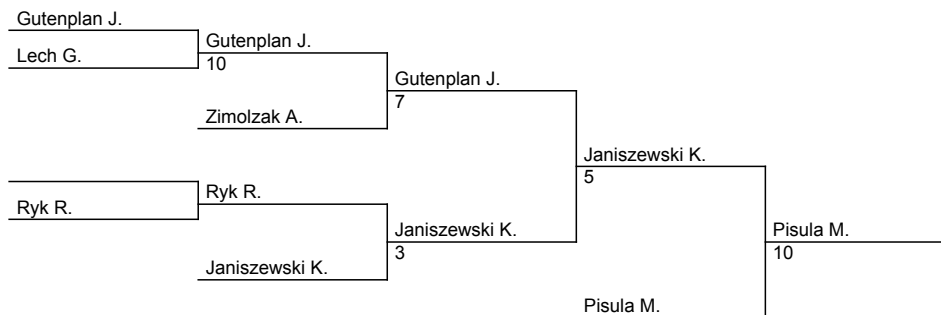 Gutenplan J.
Lech G.
Gutenplan J.
10
Zimolzak A.
Gutenplan J.
7
Ryk R.
Ryk R.
Janiszewski K.
Janiszewski K.
3
Janiszewski K.
5
Pisula M.
Pisula M.
10